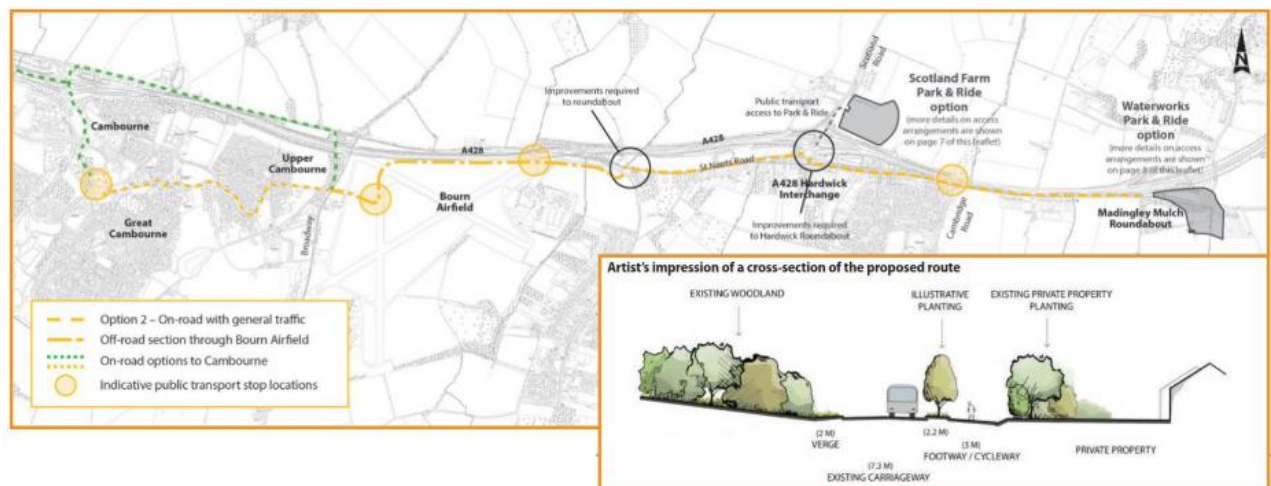 Scotland
Road
Scotland Farm
Park & Ride
option
(more details on access
arrangements are shown
on page 7 of this leaflet)
Waterworks
Park & Ride
option
(more details on access
arrangements are shown
on page 8 of this leaflet)
N
Improvements required
to roundabout
Public transport
access to Park & Ride
Cambourne
A428
A428
Upper
Cambourne
St Neots Road
Bourn
Airfield
A428 Hardwick
Interchange
Cambridge
Road
Madingley Mulch
Roundabout
Great
Cambourne
Broadway
Improvements required
to Hardwick Roundabout
Option 2 – On-road with general traffic
Off-road section through Bourn Airfield
On-road options to Cambourne
Indicative public transport stop locations
Artist's impression of a cross-section of the proposed route
EXISTING WOODLAND
ILLUSTRATIVE
PLANTING
EXISTING PRIVATE PROPERTY
PLANTING
(2 M)
VERGE
(7.3 M)
EXISTING CARRIAGEWAY
(2.2 M)
(3 M)
FOOTWAY / CYCLEWAY
PRIVATE PROPERTY